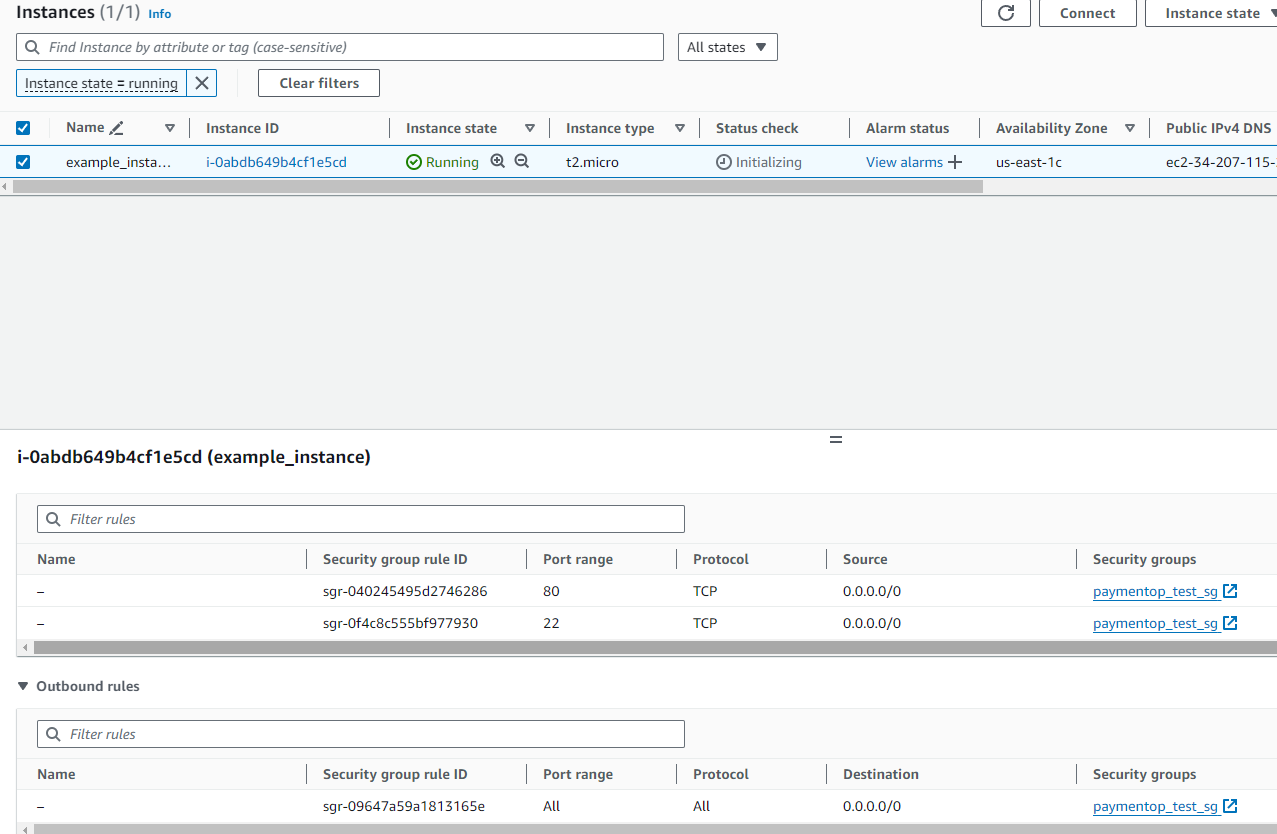 Instances (1/1) Info
Connect Instance state
Find Instance by attribute or tag (case-sensitive) All states
Instance state = running Clear filters
Name Instance ID Instance state Instance type Status check Alarm status Availability Zone Public IPv4 DNS
example_insta... i-0abdb649b4cf1e5cd Running t2.micro Initializing View alarms + us-east-1c ec2-34-207-115-
i-0abdb649b4cf1e5cd (example_instance)
Filter rules
Name Security group rule ID Port range Protocol Source Security groups
– sgr-040245495d2746286 80 TCP 0.0.0.0/0 paymentop_test_sg
– sgr-0f4c8c555bf977930 22 TCP 0.0.0.0/0 paymentop_test_sg
Outbound rules
Filter rules
Name Security group rule ID Port range Protocol Destination Security groups
– sgr-09647a59a1813165e All All 0.0.0.0/0 paymentop_test_sg